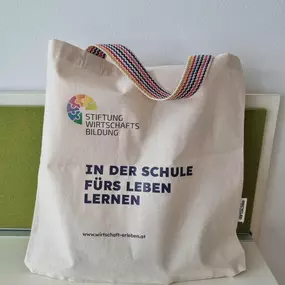 STIFTUNG
WIRTSCHAFTS
BILDUNG
IN DER SCHULE
FÜRS LEBEN
LERNEN
www.wirtschaft-erleben.at